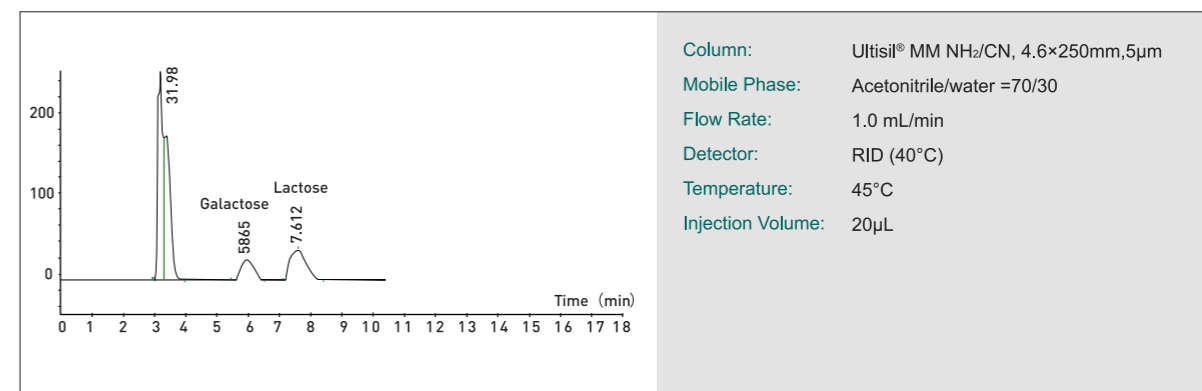 200
100
0
31.98
Galactose
5865
Lactose
7.612
Time (min)
0 1 2 3 4 5 6 7 8 9 10 11 12 13 14 15 16 17 18
Column: Ultisil® MM NH₂/CN, 4.6×250mm,5μm
Mobile Phase: Acetonitrile/water =70/30
Flow Rate: 1.0 mL/min
Detector: RID (40°C)
Temperature: 45°C
Injection Volume: 20μL